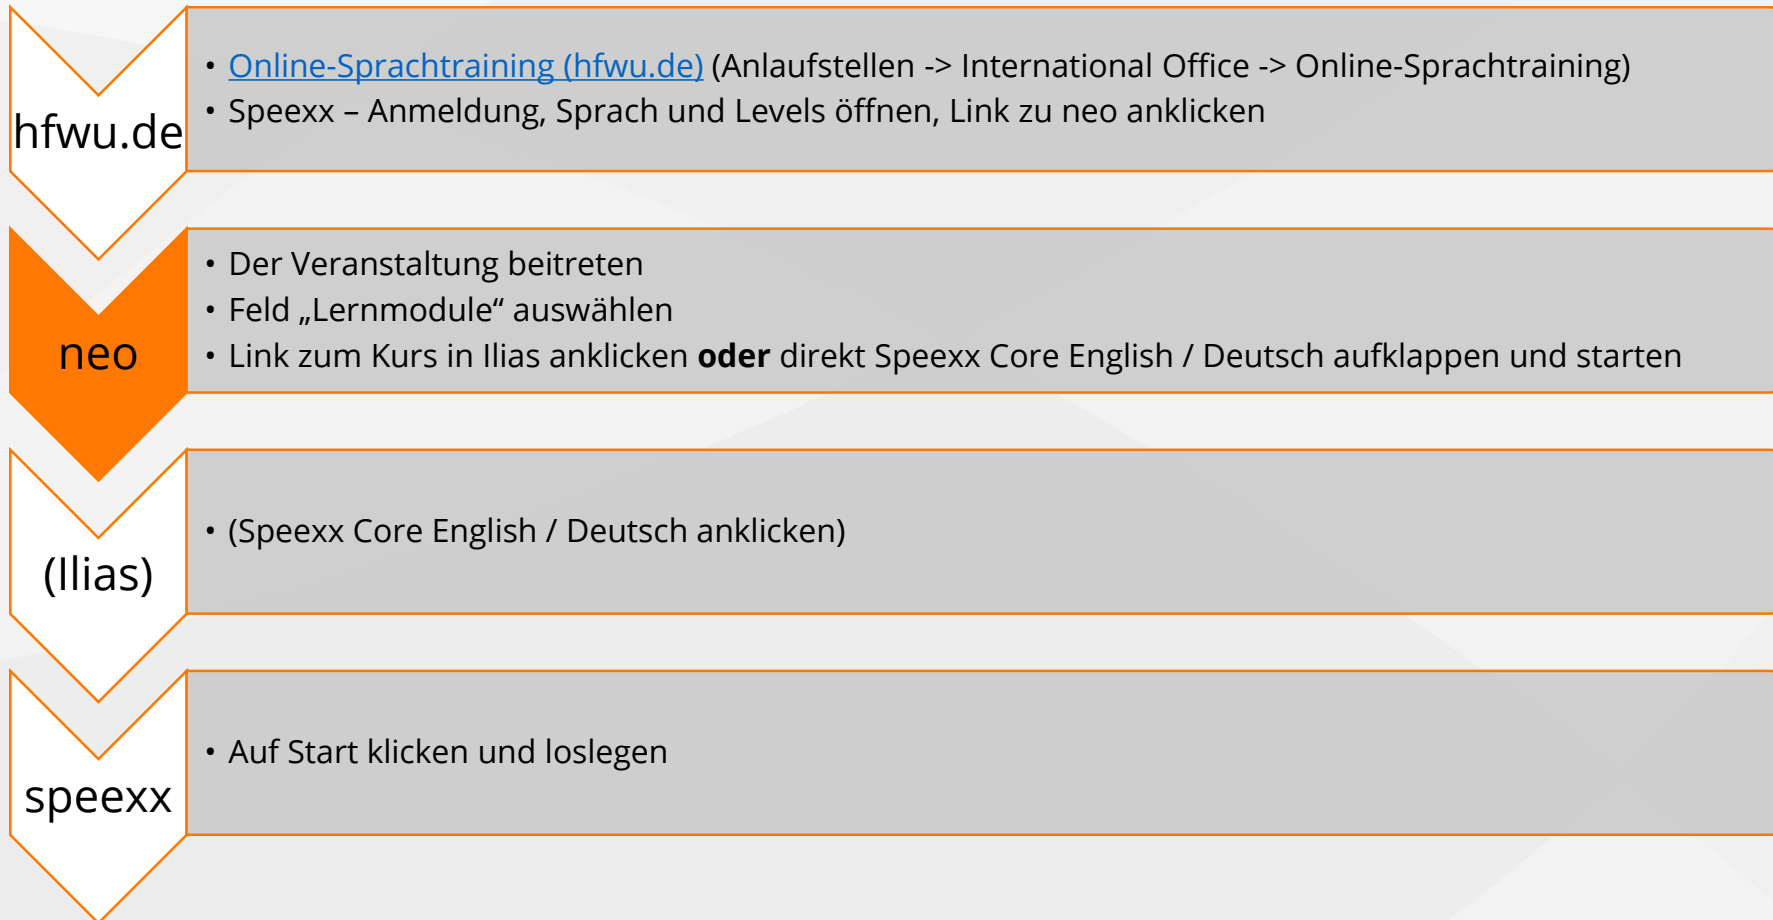 hfwu.de
• Online-Sprachtraining (hfwu.de) (Anlaufstellen -> International Office -> Online-Sprachtraining)
• Speexx – Anmeldung, Sprach und Levels öffnen, Link zu neo anklicken
neo
• Der Veranstaltung beitreten
• Feld „Lernmodule“ auswählen
• Link zum Kurs in Ilias anklicken oder direkt Speexx Core English / Deutsch aufklappen und starten
(Ilias)
• (Speexx Core English / Deutsch anklicken)
speexx
• Auf Start klicken und loslegen